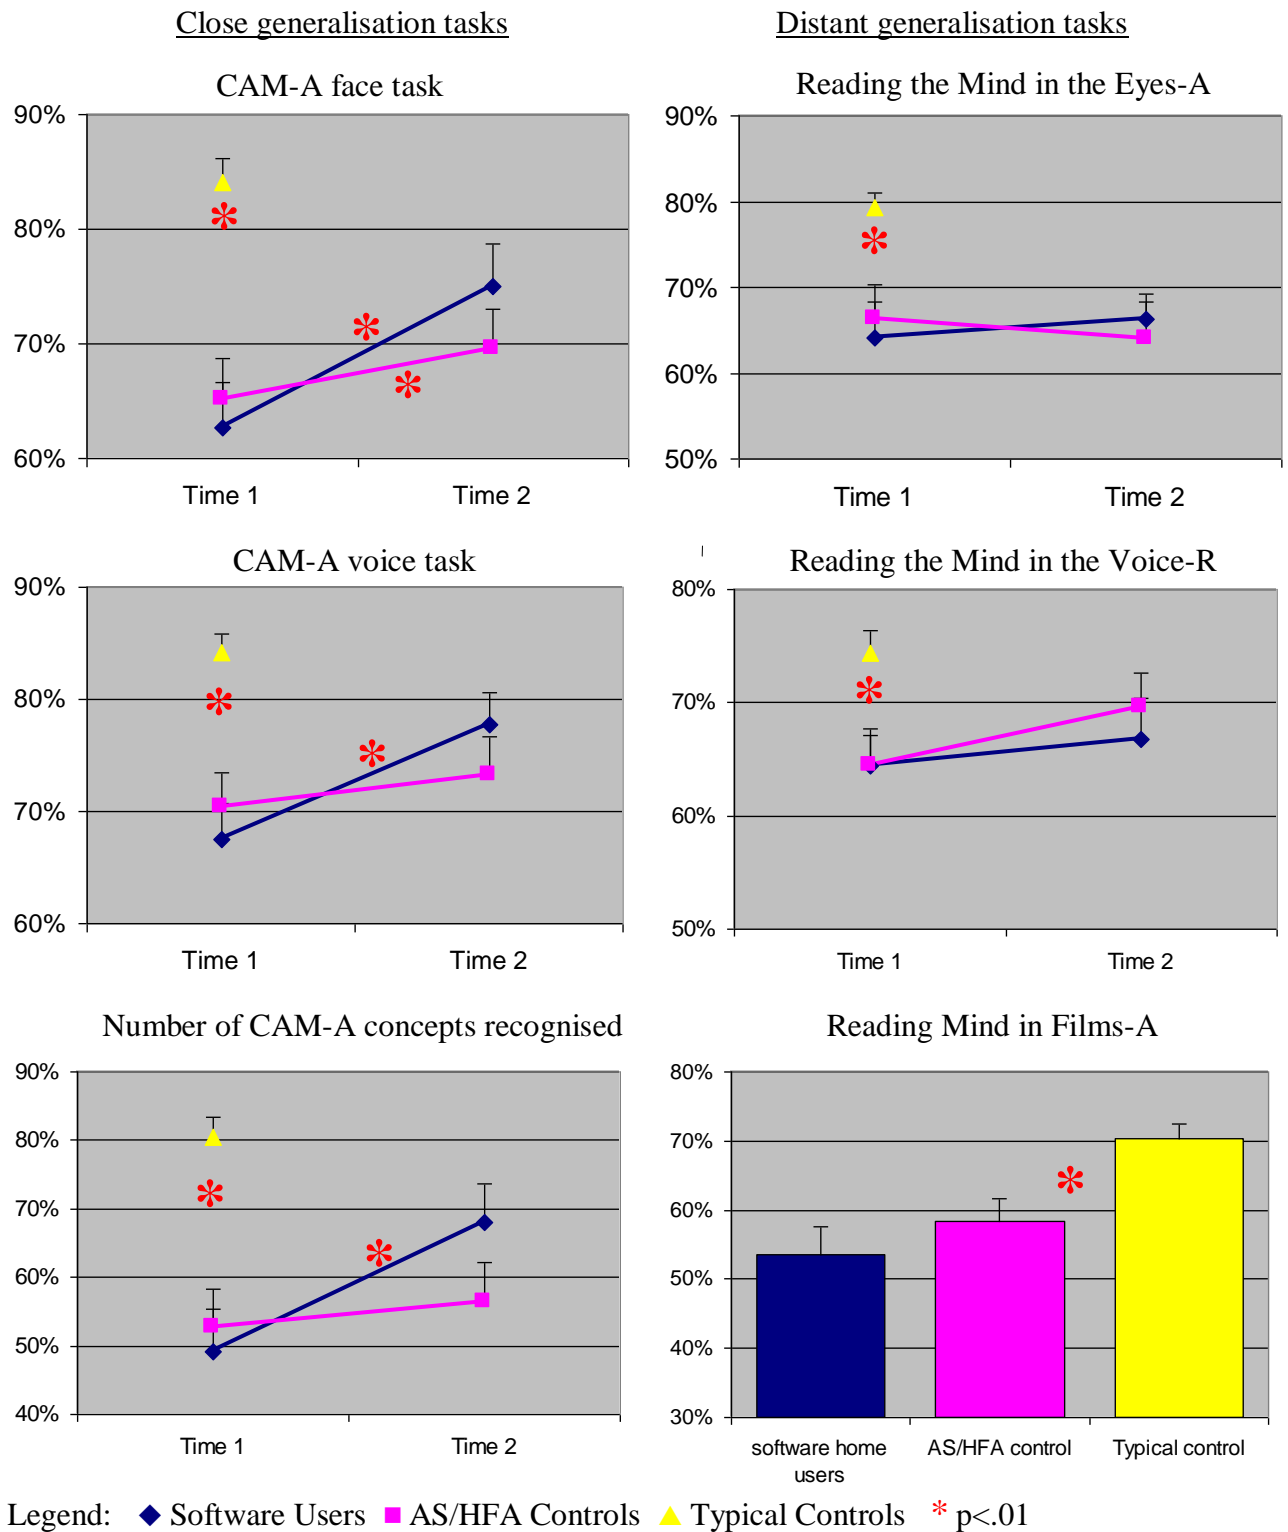 Close generalisation tasks
Distant generalisation tasks
CAM-A face task
90%
80%
70%
60%
Time 1
Time 2
Reading the Mind in the Eyes-A
90%
80%
70%
60%
50%
Time 1
Time 2
CAM-A voice task
90%
80%
70%
60%
Time 1
Time 2
Reading the Mind in the Voice-R
80%
70%
60%
50%
Time 1
Time 2
Number of CAM-A concepts recognised
90%
80%
70%
60%
50%
40%
Time 1
Time 2
Reading Mind in Films-A
80%
70%
60%
50%
40%
30%
software home
users
AS/HFA control
Typical control
Legend: Software Users AS/HFA Controls Typical Controls * p<.01